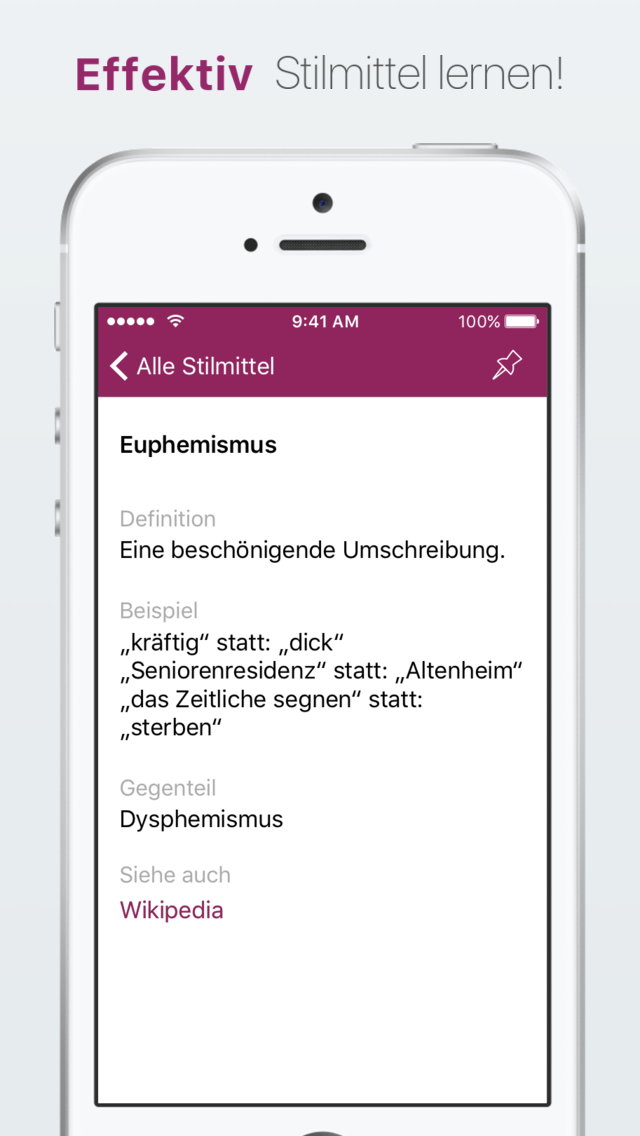 Effektiv Stilmittel lernen!
9:41 AM
100%
Alle Stilmittel
Euphemismus
Definition
Eine beschönigende Umschreibung.
Beispiel
„kräftig“ statt: „dick“
„Seniorenresidenz“ statt: „Altenheim“
„das Zeitliche segnen“ statt:
„sterben“
Gegenteil
Dysphemismus
Siehe auch
Wikipedia